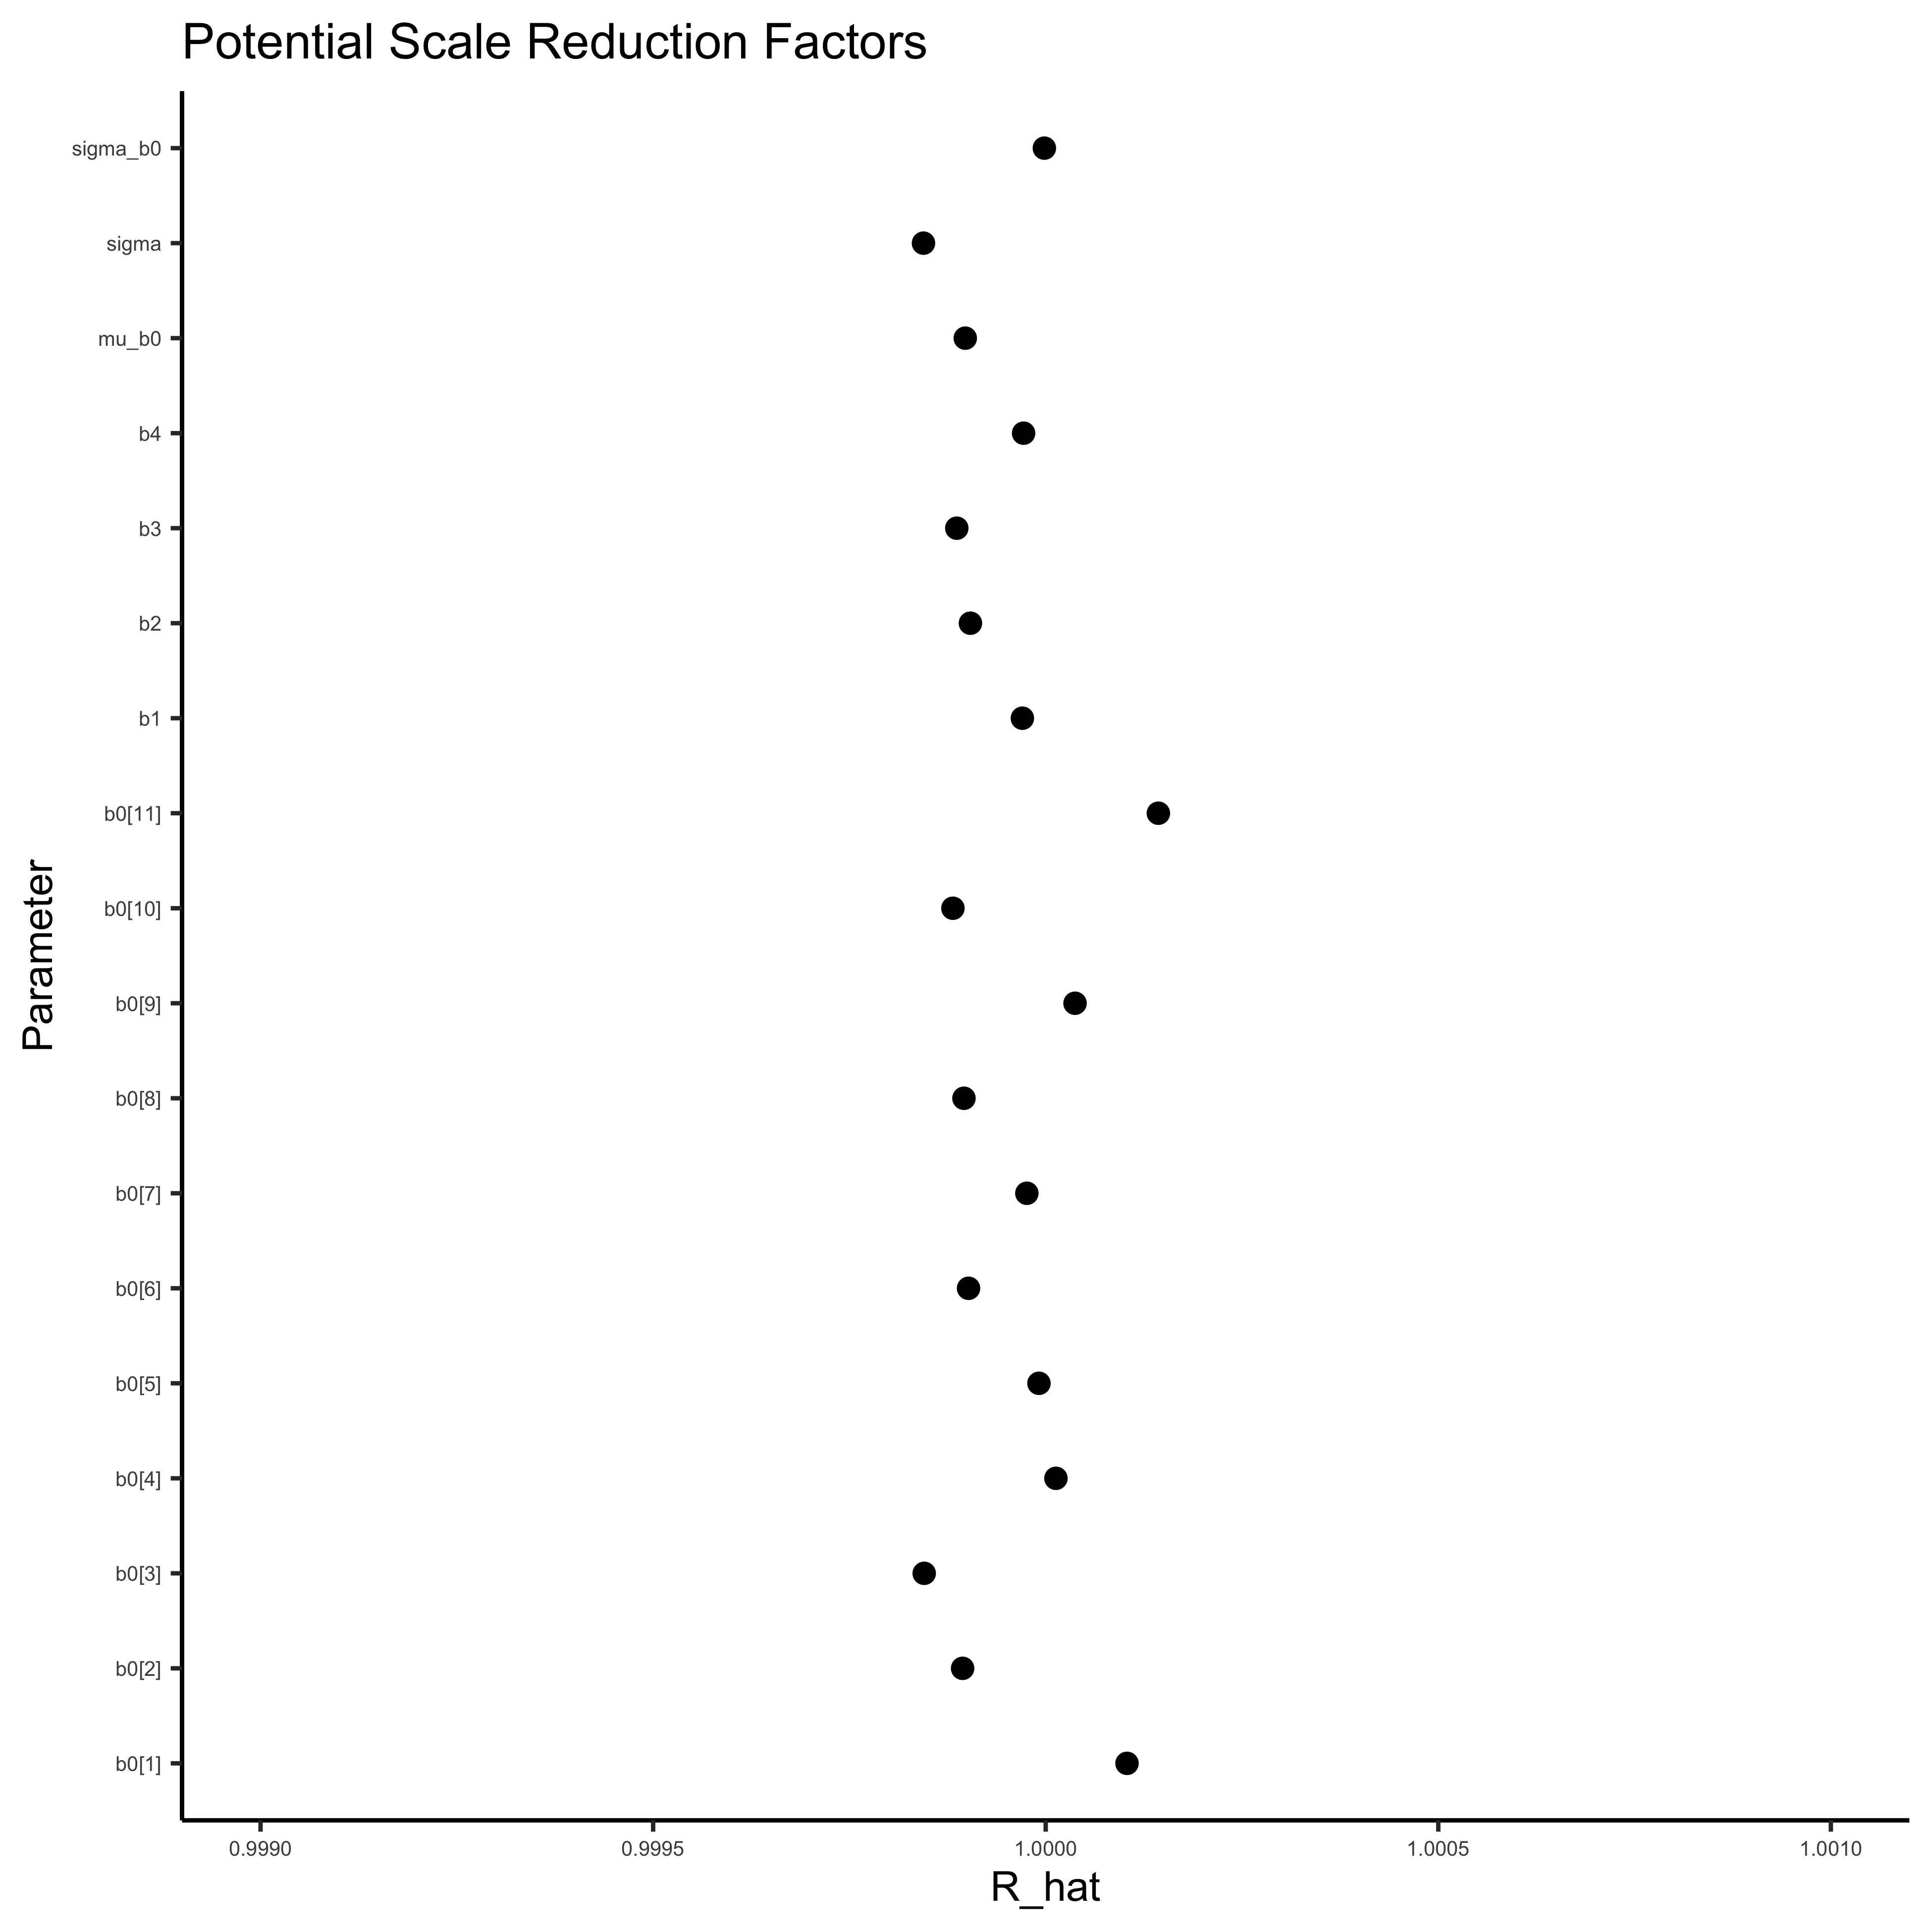 Potential Scale Reduction Factors
sigma_b0
sigma
mu_b0
b4
b3
b2
b1
b0[11]
b0[10]
b0[9]
b0[8]
b0[7]
b0[6]
b0[5]
b0[4]
b0[3]
b0[2]
b0[1]
Parameter
0.9990 0.9995 1.0000 1.0005 1.0010
R_hat